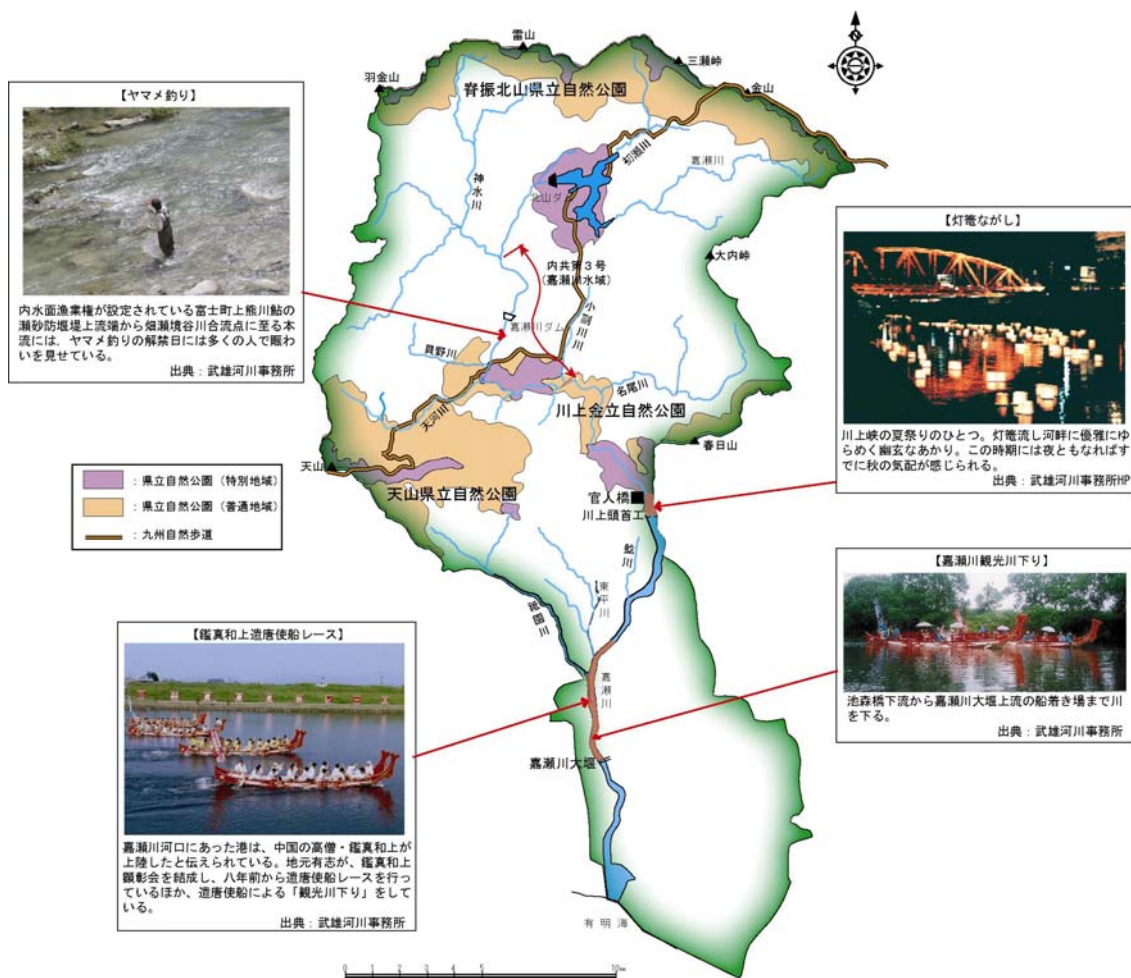 雷山
三瀬峠
羽金山
脊振北山県立自然公園
金山
初瀬川
嘉瀬川
神水川
北山ダム
大内峠
内共第3号
(嘉瀬川水域)
小副川川
嘉瀬川ダム
貝野川
名尾川
天河川
川上金立自然公園
春日山
天山
天山県立自然公園
官人橋
川上頭首工
東平川
祇園川
嘉瀬川
嘉瀬川大堰
有明海
N
【ヤマメ釣り】
内水面漁業権が設定されている富士町上熊川鮎の
瀬砂防堰堤上流端から畑瀬境谷川合流点に至る本
流には、ヤマメ釣りの解禁日には多くの人で賑わ
いを見せている。
出典:武雄河川事務所
【灯篭ながし】
川上峡の夏祭りのひとつ。灯篭流し河畔に優雅にゆ
らめく幽玄なあかり。この時期には夜ともなればす
でに秋の気配が感じられる。
出典:武雄河川事務所HP
:県立自然公園(特別地域)
:県立自然公園(普通地域)
:九州自然歩道
【嘉瀬川観光川下り】
池森橋下流から嘉瀬川大堰上流の船着き場まで川
を下る。
出典:武雄河川事務所
【鑑真和上遣唐使船レース】
嘉瀬川河口にあった港は、中国の高僧・鑑真和上が
上陸したと伝えられている。地元有志が、鑑真和上
顕彰会を結成し、八年前から遣唐使船レースを行っ
ているほか、遣唐使船による「観光川下り」をして
いる。
出典:武雄河川事務所
0 1 2 3 4 5 10km